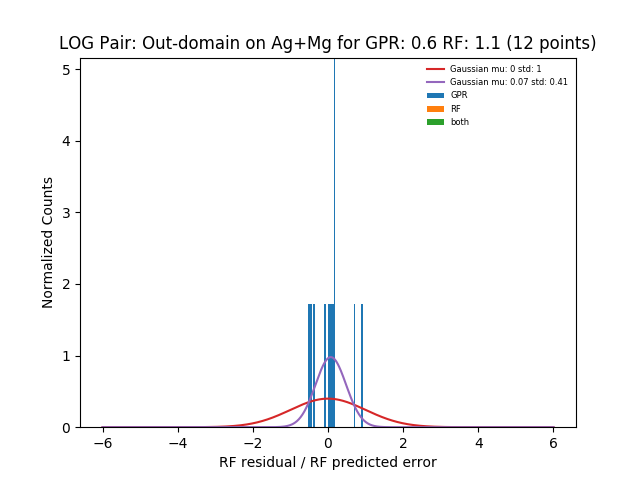 LOG Pair: Out-domain on Ag+Mg for GPR: 0.6 RF: 1.1 (12 points)
Gaussian mu: 0 std: 1
Gaussian mu: 0.07 std: 0.41
GPR
RF
both
Normalized Counts
5
4
3
2
1
0
−6 −4 −2 0 2 4 6
RF residual / RF predicted error